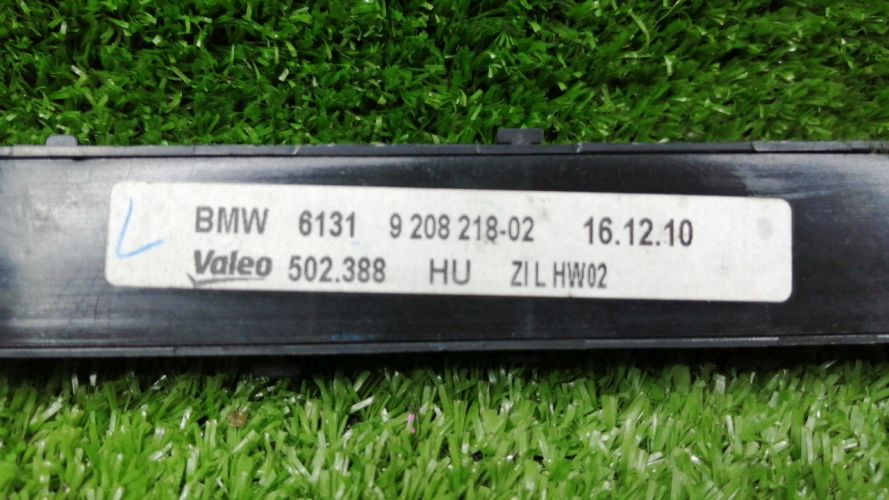 L BMW 6131 9 208 218-02 16.12.10
Valeo 502.388 HU ZI L HW02